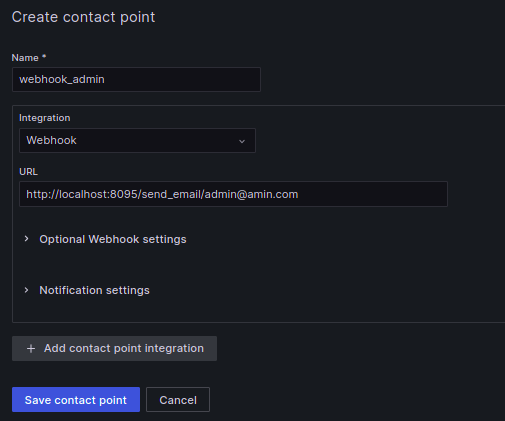 Create contact point
Name *
webhook_admin
Integration
Webhook
URL
http://localhost:8095/send_email/admin@amin.com
Optional Webhook settings
Notification settings
+ Add contact point integration
Save contact point Cancel